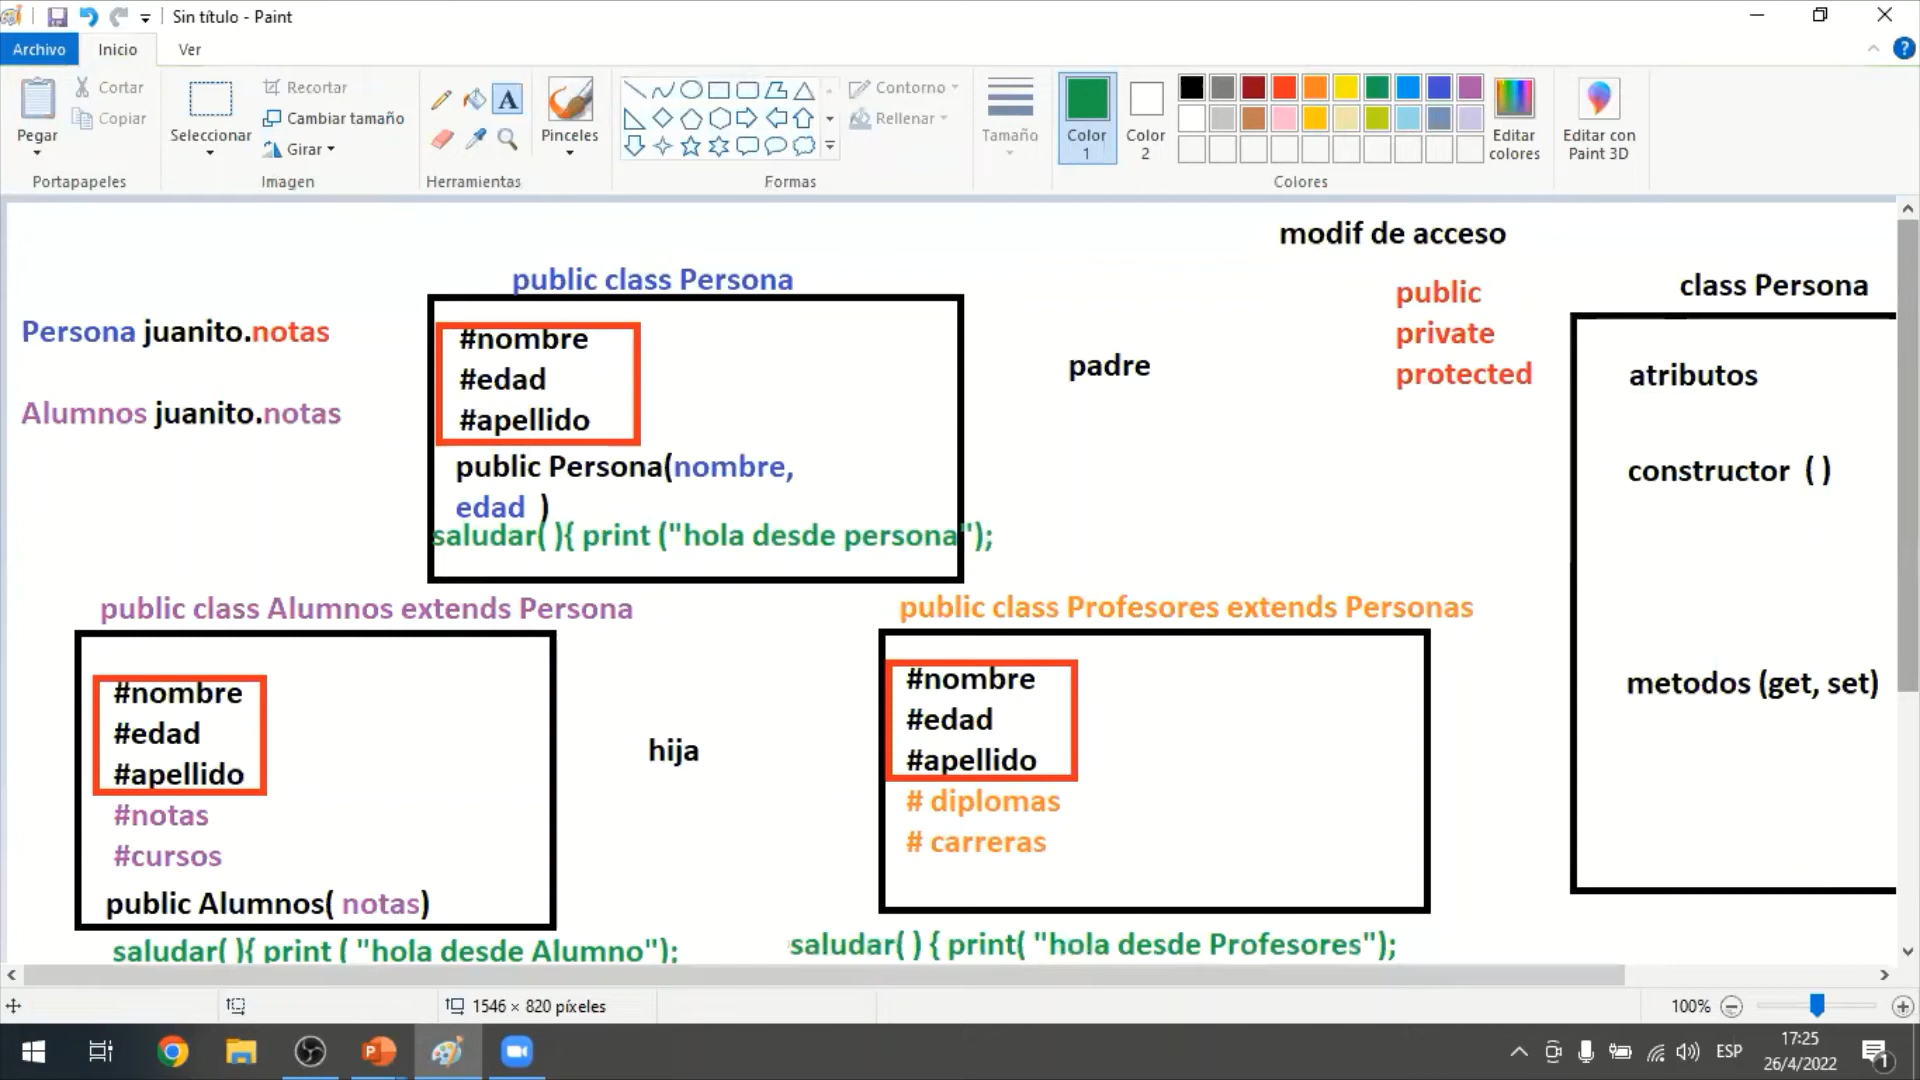 Sin título - Paint
Archivo
Inicio
Ver
Pegar
Cortar
Copiar
Portapapeles
Seleccionar
Recortar
Cambiar tamaño
Girar
Imagen
A
Herramientas
Pinceles
Contorno
Rellenar
Formas
Tamaño
Color 1
Color 2
Editar colores
Colores
Editar con Paint 3D
modif de acceso
public
private
protected
public class Persona
Persona juanito.notas
Alumnos juanito.notas
#nombre
#edad
#apellido
public Persona(nombre,
edad )
saludar( ){ print ("hola desde persona");
padre
class Persona
atributos
constructor ( )
metodos (get, set)
public class Alumnos extends Persona
#nombre
#edad
#apellido
#notas
#cursos
public Alumnos( notas)
saludar( ){ print ( "hola desde Alumno");
hija
public class Profesores extends Personas
#nombre
#edad
#apellido
# diplomas
# carreras
saludar( ) { print( "hola desde Profesores");
1546 × 820 píxeles
100%
ESP
17:25
26/4/2022
1